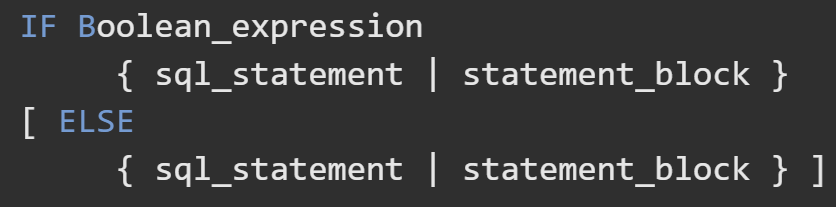 IF Boolean_expression
{ sql_statement | statement_block }
[ ELSE
{ sql_statement | statement_block } ]